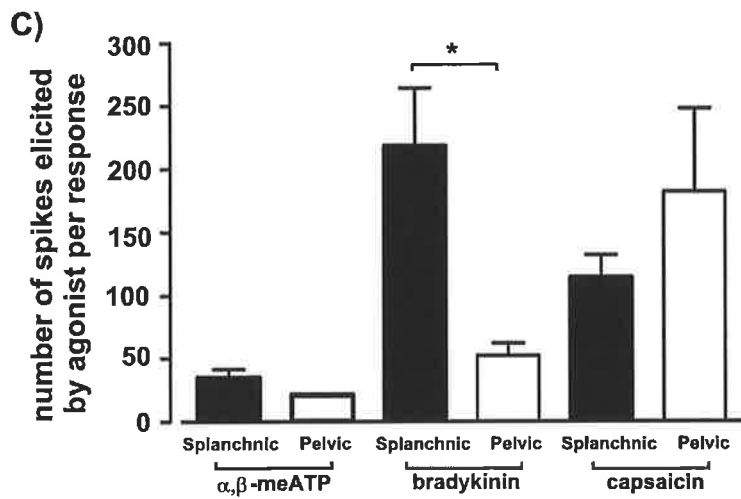 C)
number of spikes elicited
by agonist per response
300
250
200
150
100
50
0
*
Splanchnic Pelvic Splanchnic Pelvic Splanchnic Pelvic
α,β-meATP bradykinin capsaicin